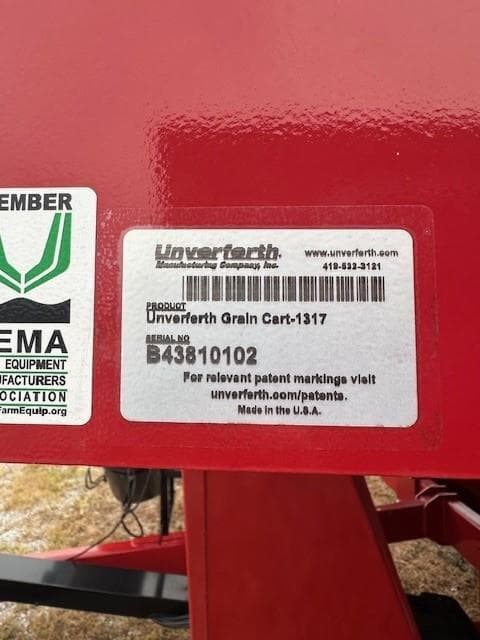 EMBER
EMA
EQUIPMENT
FACTURERS
OCIATION
FarmEquip.org
Unverferth.
Manufacturing Company, Inc.
www.unverferth.com
419-532-3121
PRODUCT
Unverferth Grain Cart-1317
SERIAL NO
B43810102
For relevant patent markings visit
unverferth.com/patents.
Made in the U.S.A.